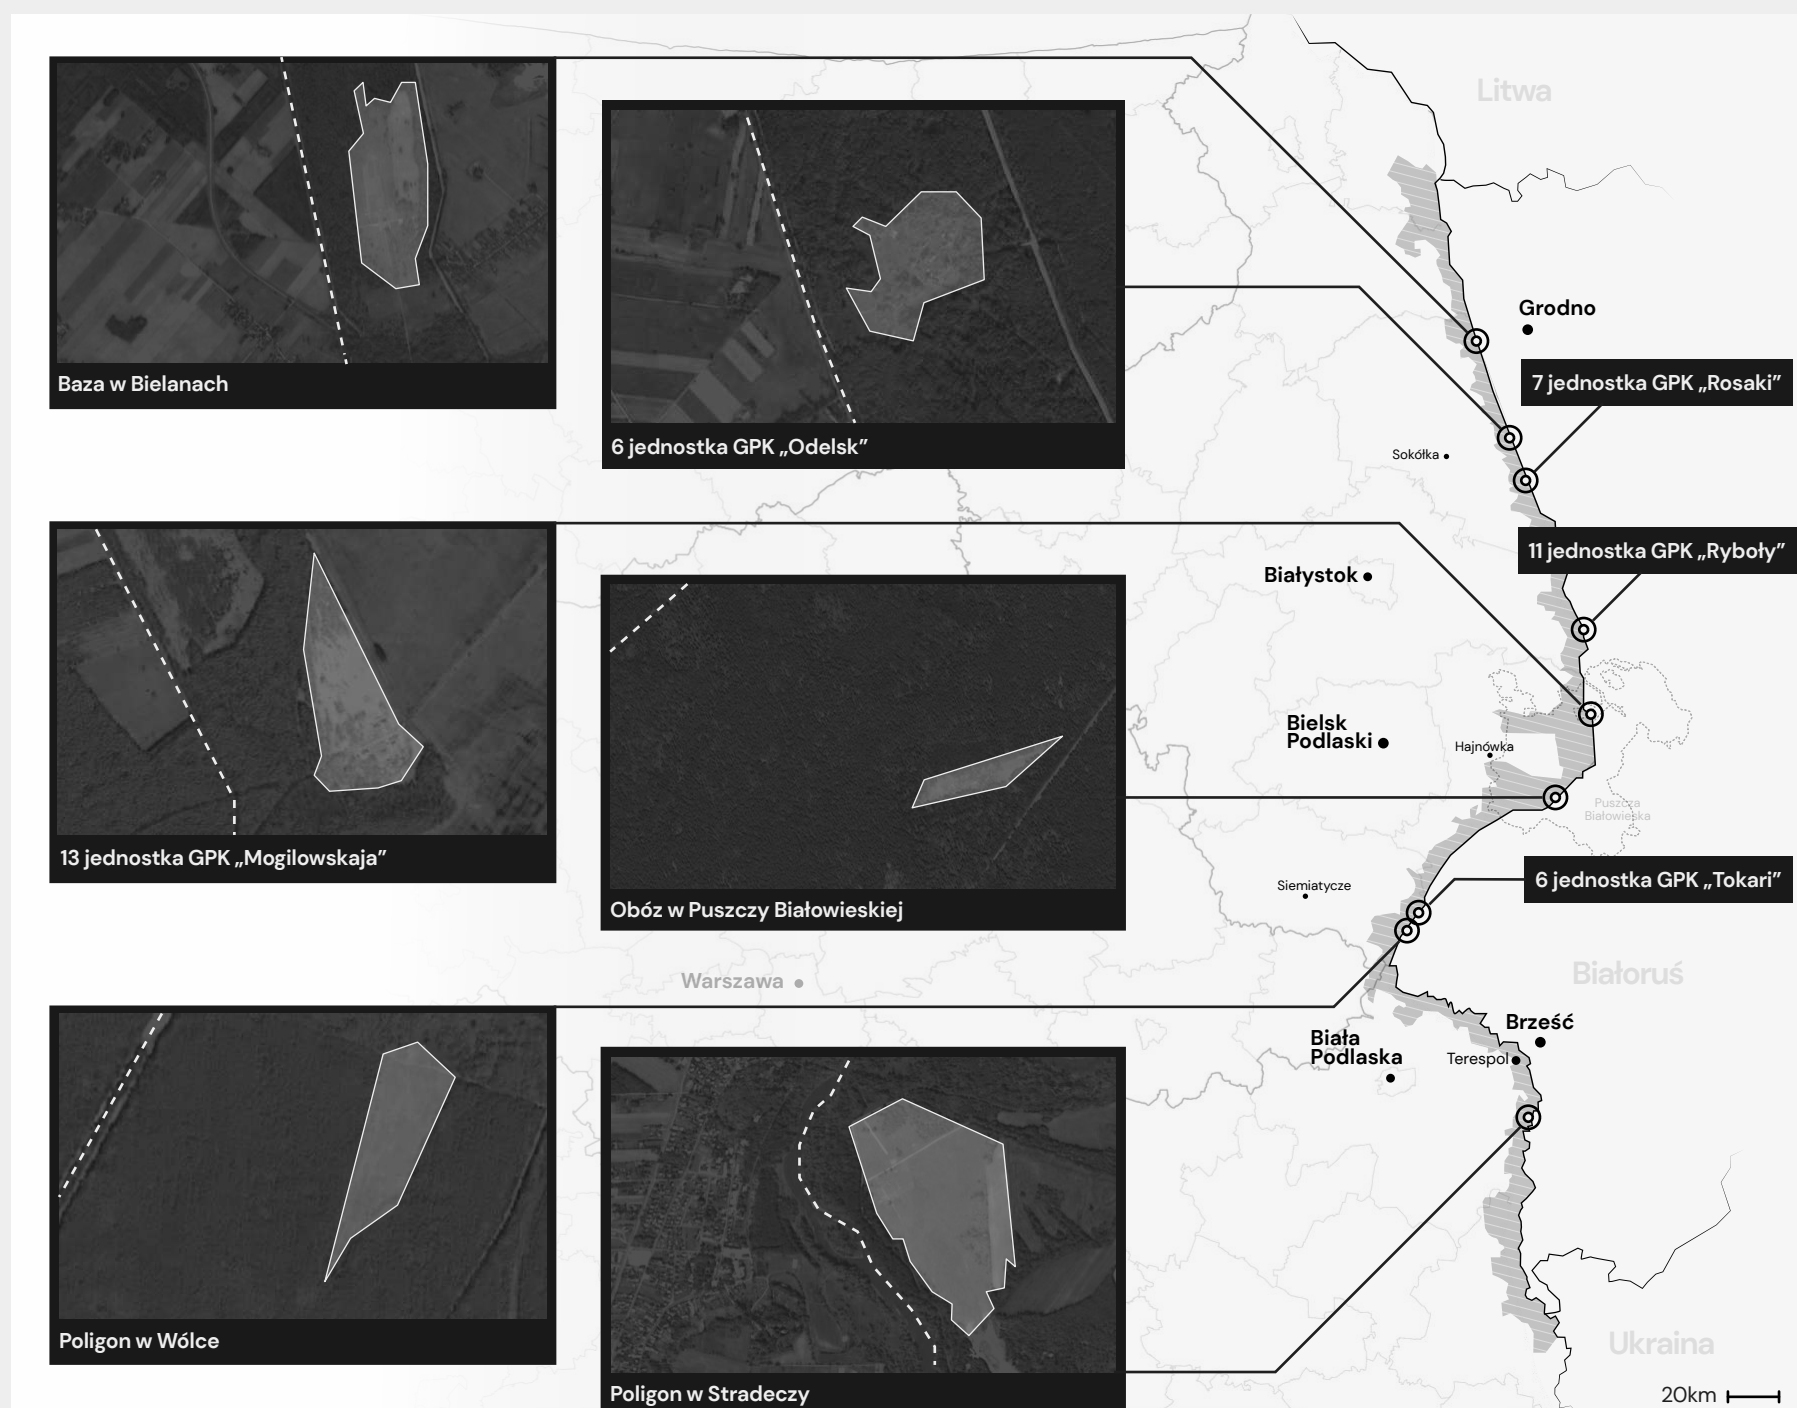 Litwa
Grodno
Baza w Bielanach
7 jednostka GPK „Rosaki”
6 jednostka GPK „Odelsk”
Sokółka
11 jednostka GPK „Ryboły”
Białystok
Bielsk
Podlaski
Hajnówka
Puszcza
Białowieska
13 jednostka GPK „Mogilowskaja”
6 jednostka GPK „Tokari”
Siemiatycze
Obóz w Puszczy Białowieskiej
Białoruś
Warszawa
Brześć
Biała
Podlaska
Terespol
Poligon w Wólce
Ukraina
Poligon w Stradeczy
20km